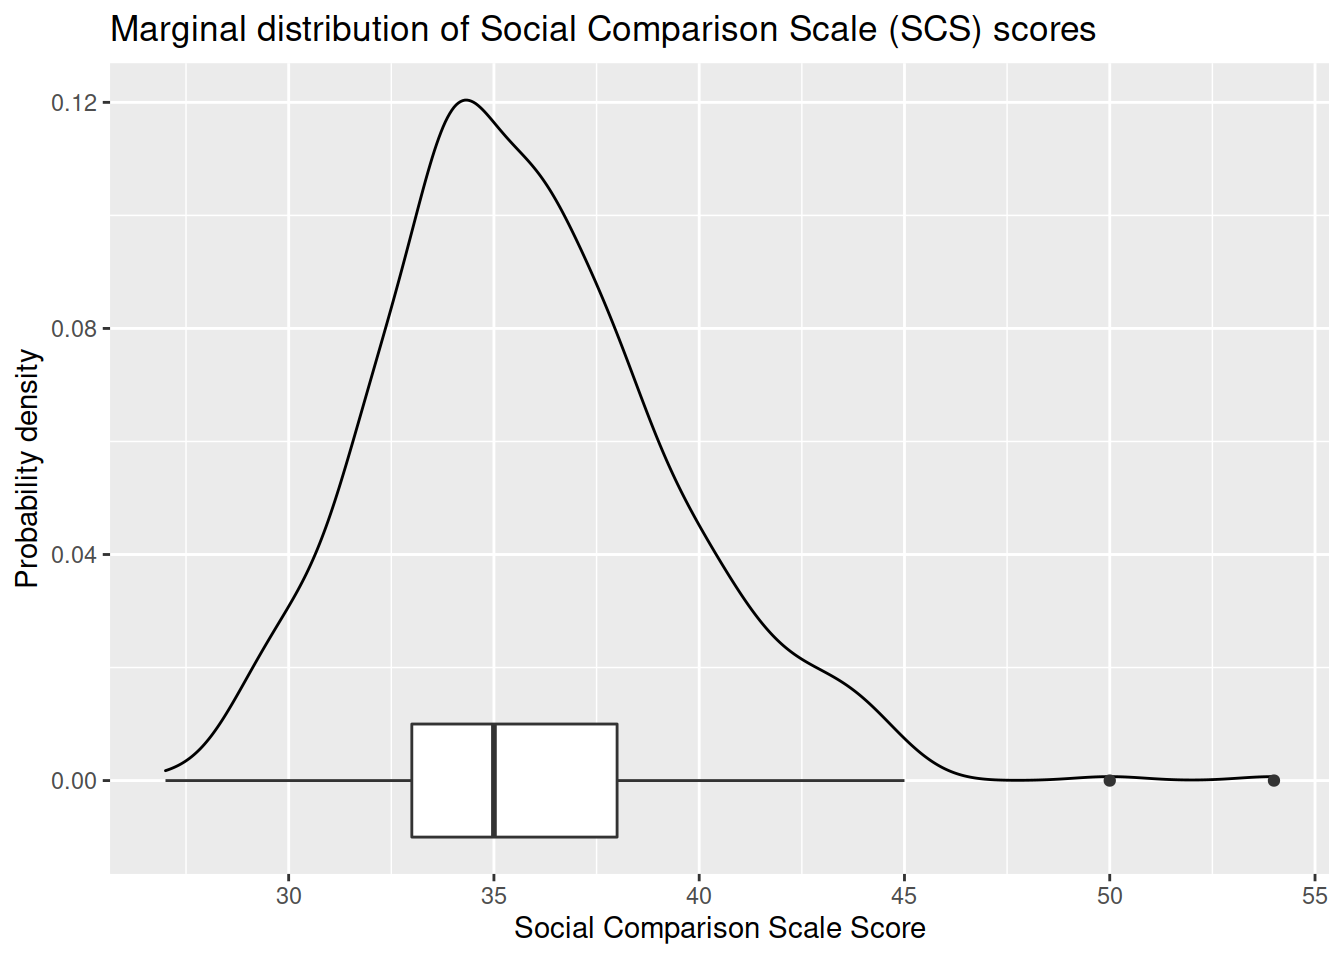 Marginal distribution of Social Comparison Scale (SCS) scores
0.12
0.08
0.04
0.00
Probability density
30 35 40 45 50 55
Social Comparison Scale Score